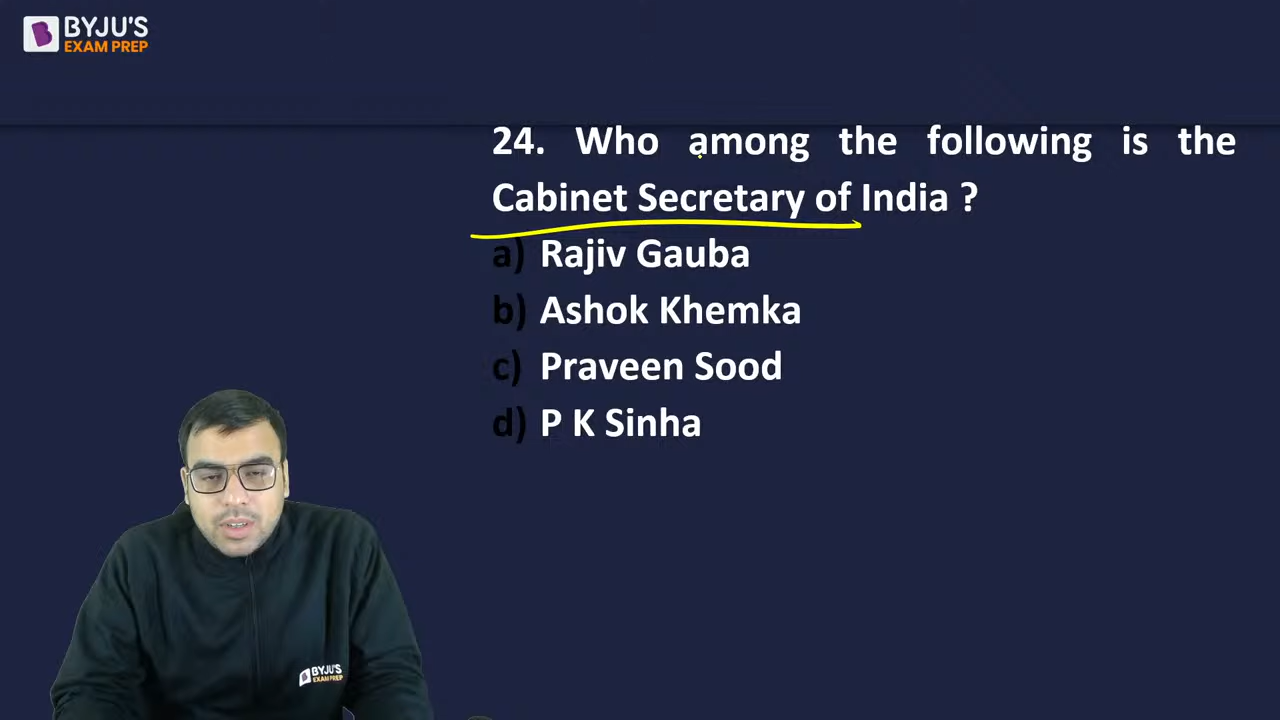 BYJU'S
EXAM PREP
24. Who among the following is the
Cabinet Secretary of India ?
a) Rajiv Gauba
b) Ashok Khemka
c) Praveen Sood
d) P K Sinha
BYJU'S
EXAM PREP